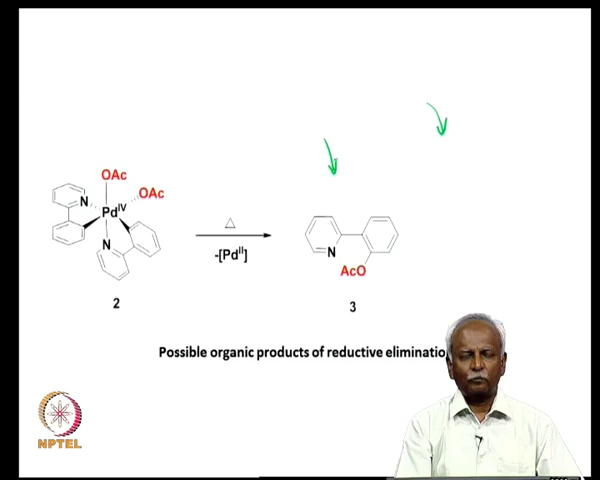 OAc
OAc
N
Pd^IV
N
2
△
-[Pd^II]
N
AcO
3
Possible organic products of reductive eliminatio
NPTEL